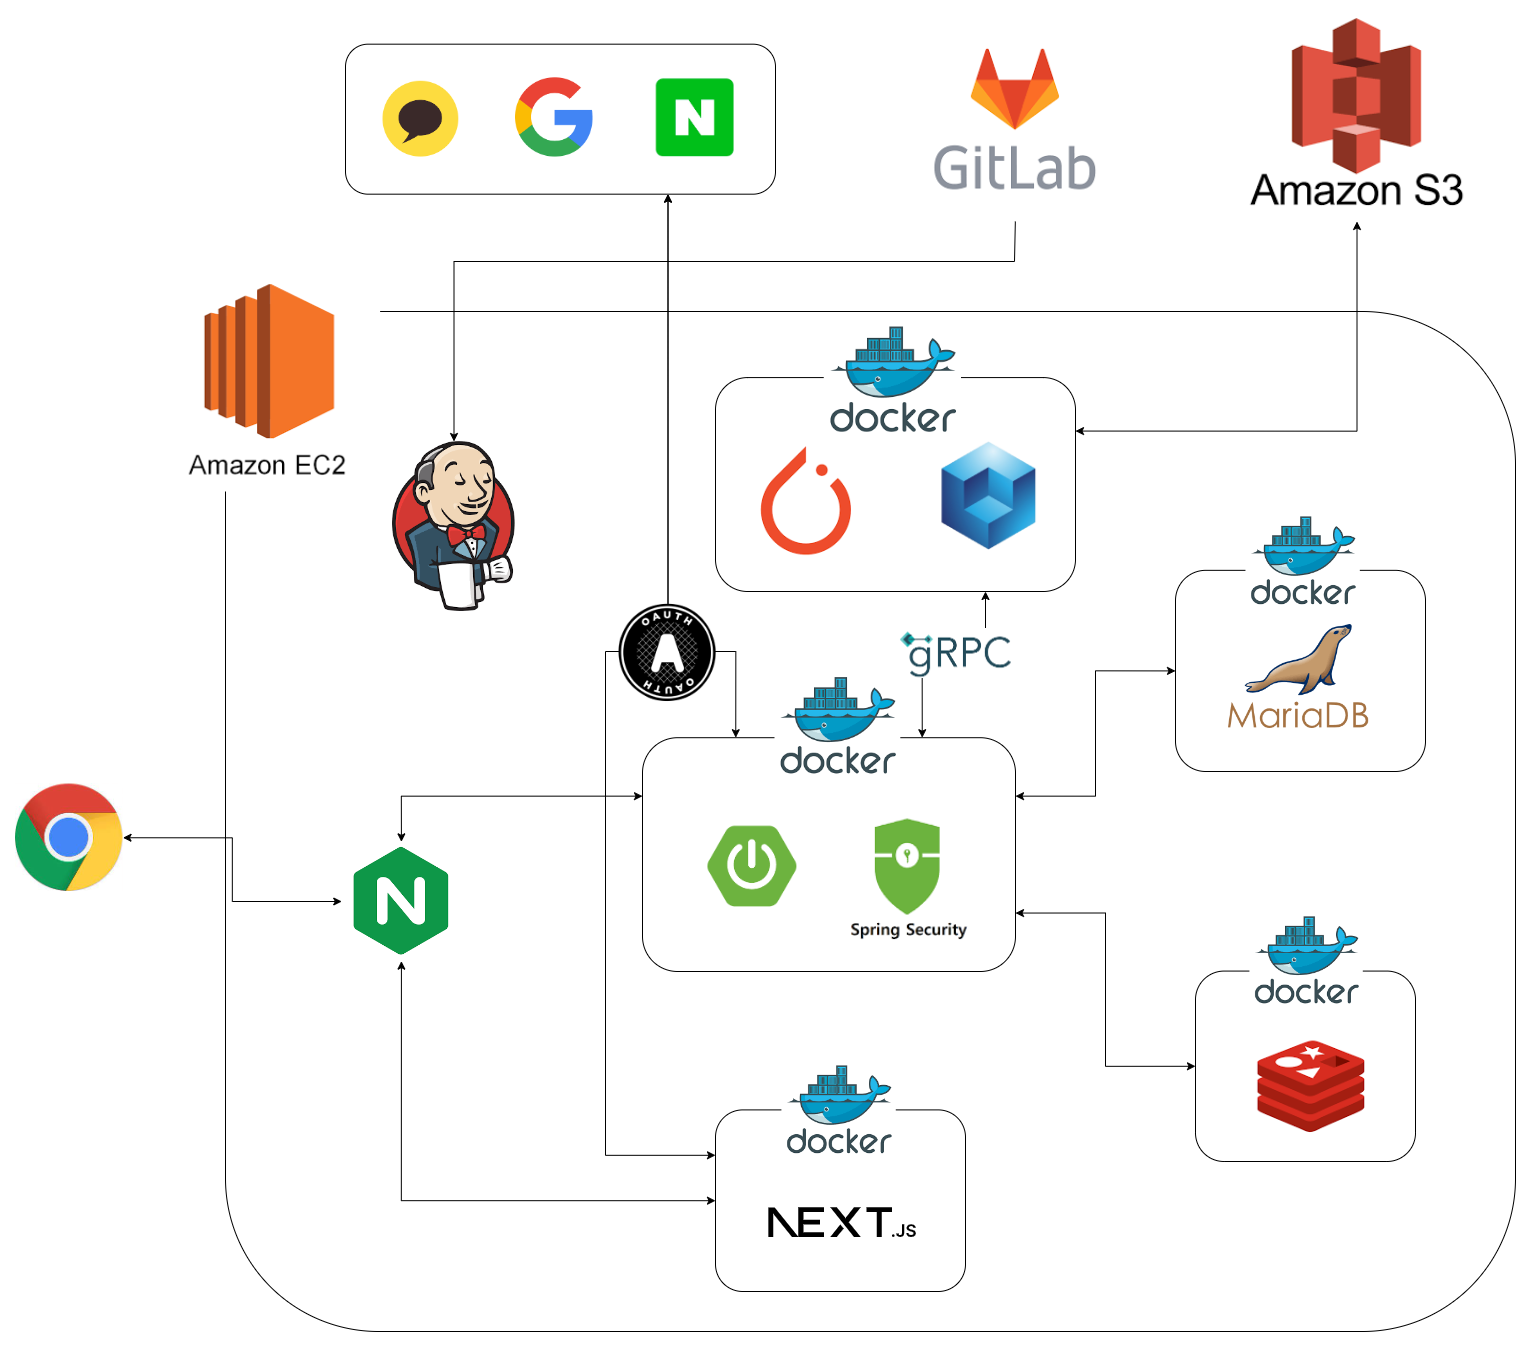 N
GitLab
Amazon S3
Amazon EC2
docker
docker
MariaDB
OAUTH
A
OAUTH
gRPC
docker
Spring Security
N
docker
docker
NEXT.JS